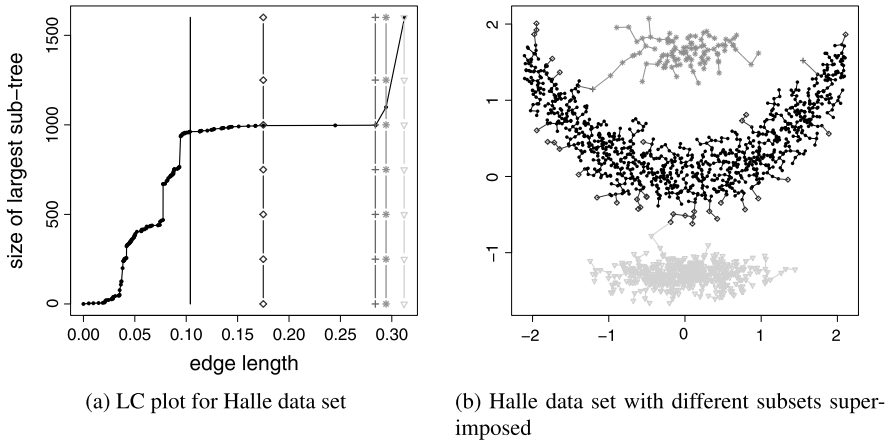 size of largest sub−tree
1500
1000
500
0
0.00 0.05 0.10 0.15 0.20 0.25 0.30
edge length
2
1
0
−1
−2 −1 0 1 2
(a) LC plot for Halle data set
(b) Halle data set with different subsets super-
imposed